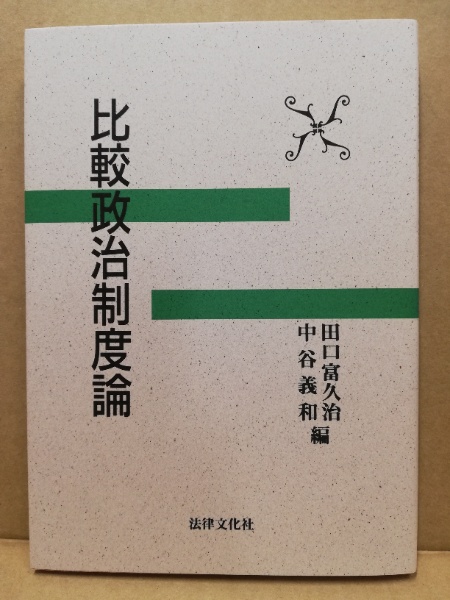 比較政治制度論
田口富久治
中谷義和編
法律文化社